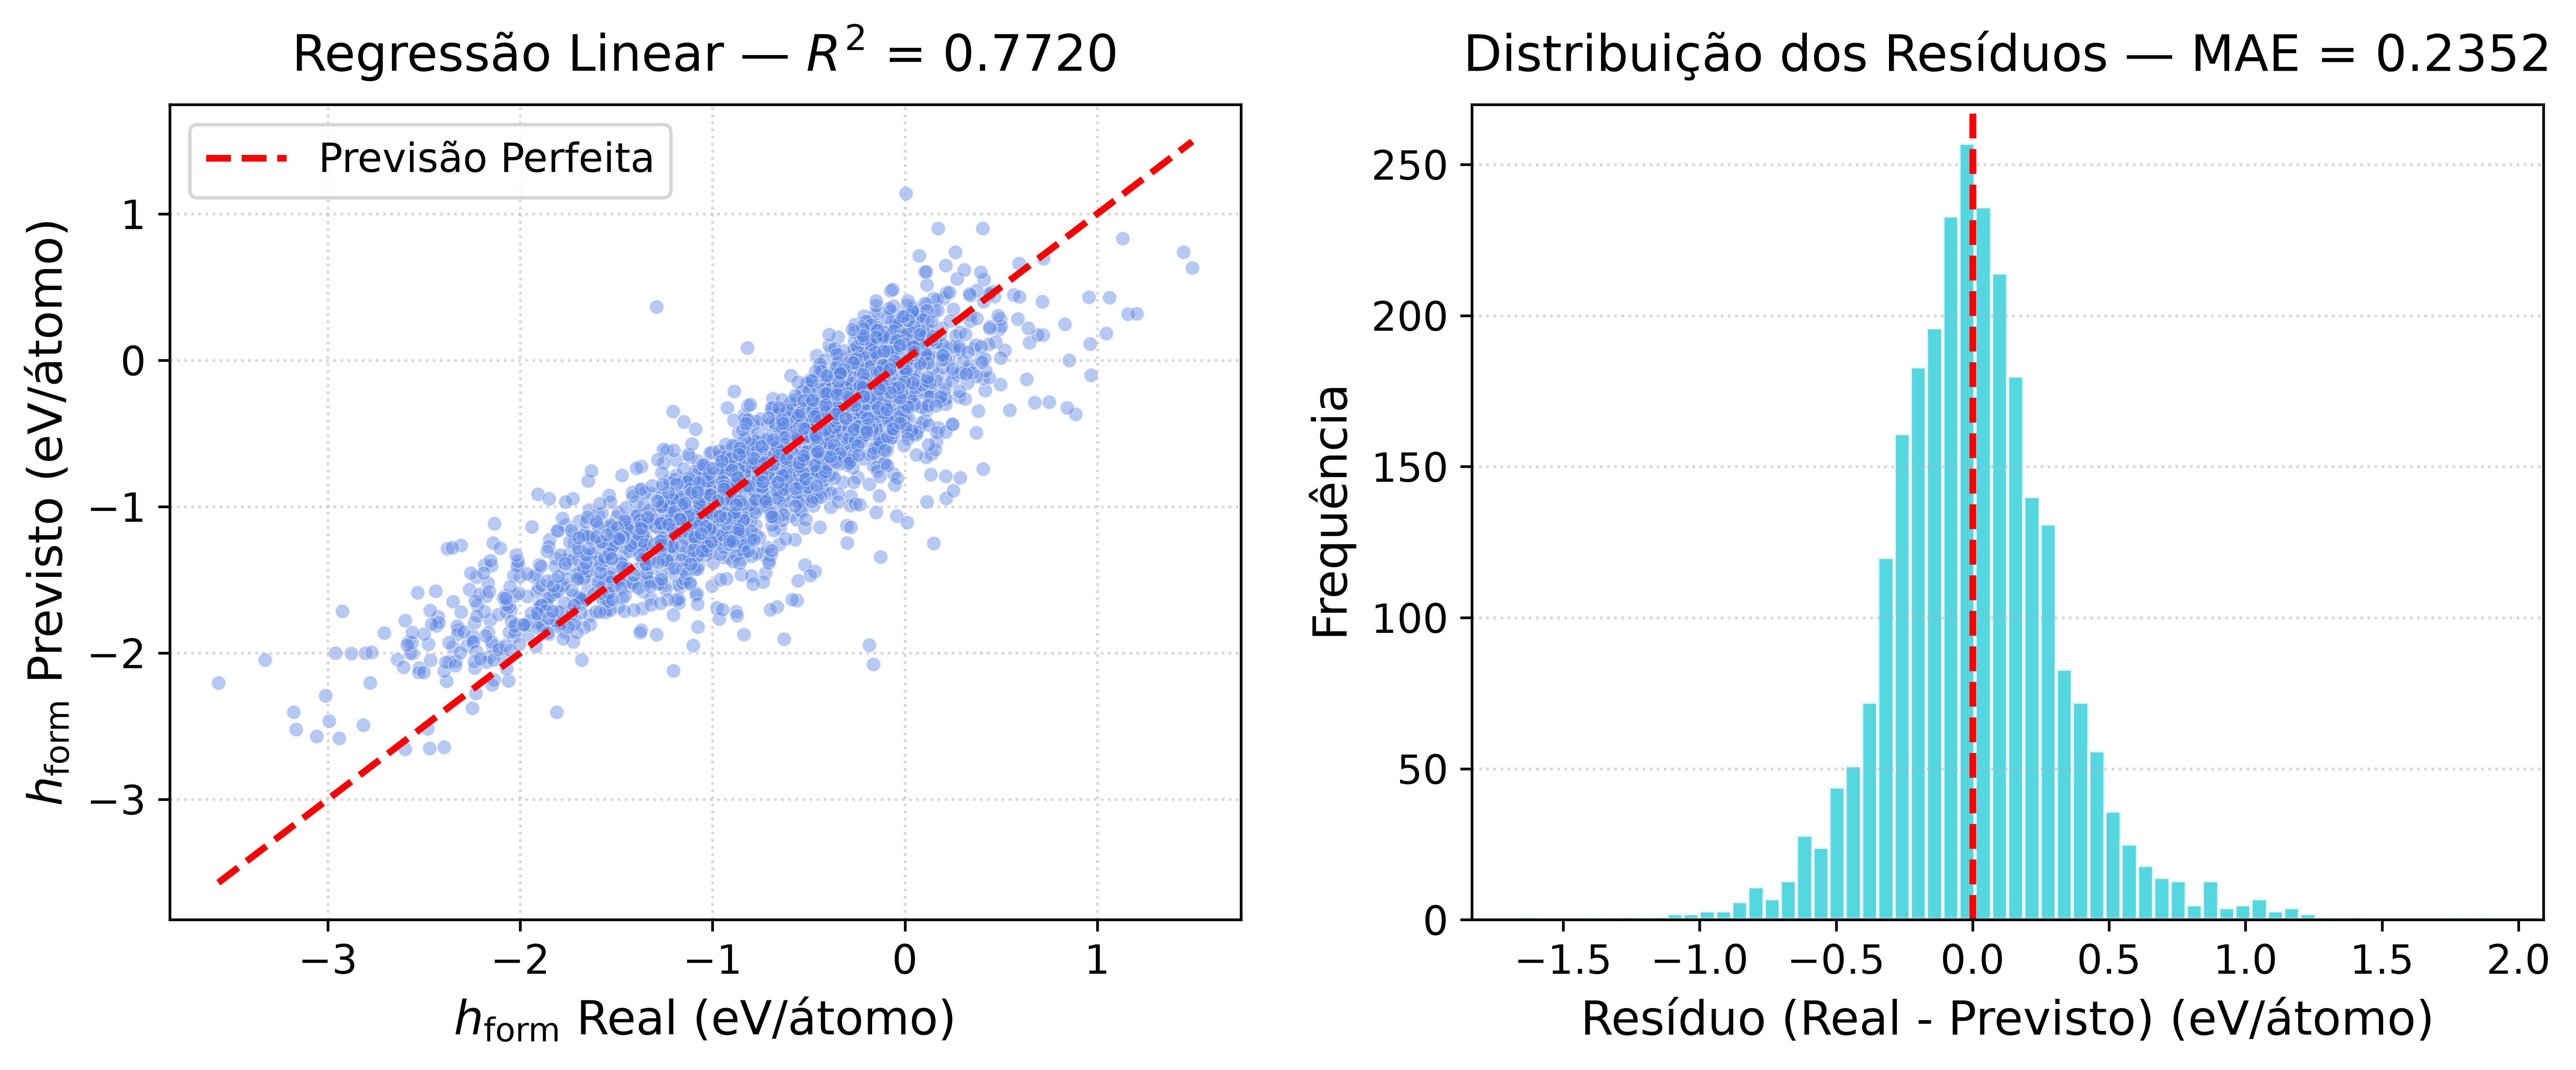 Regressão Linear — R² = 0.7720
Previsão Perfeita
h_form Previsto (eV/átomo)
1
0
−1
−2
−3
−3 −2 −1 0 1
h_form Real (eV/átomo)
Distribuição dos Resíduos — MAE = 0.2352
Frequência
250
200
150
100
50
0
−1.5 −1.0 −0.5 0.0 0.5 1.0 1.5 2.0
Resíduo (Real - Previsto) (eV/átomo)